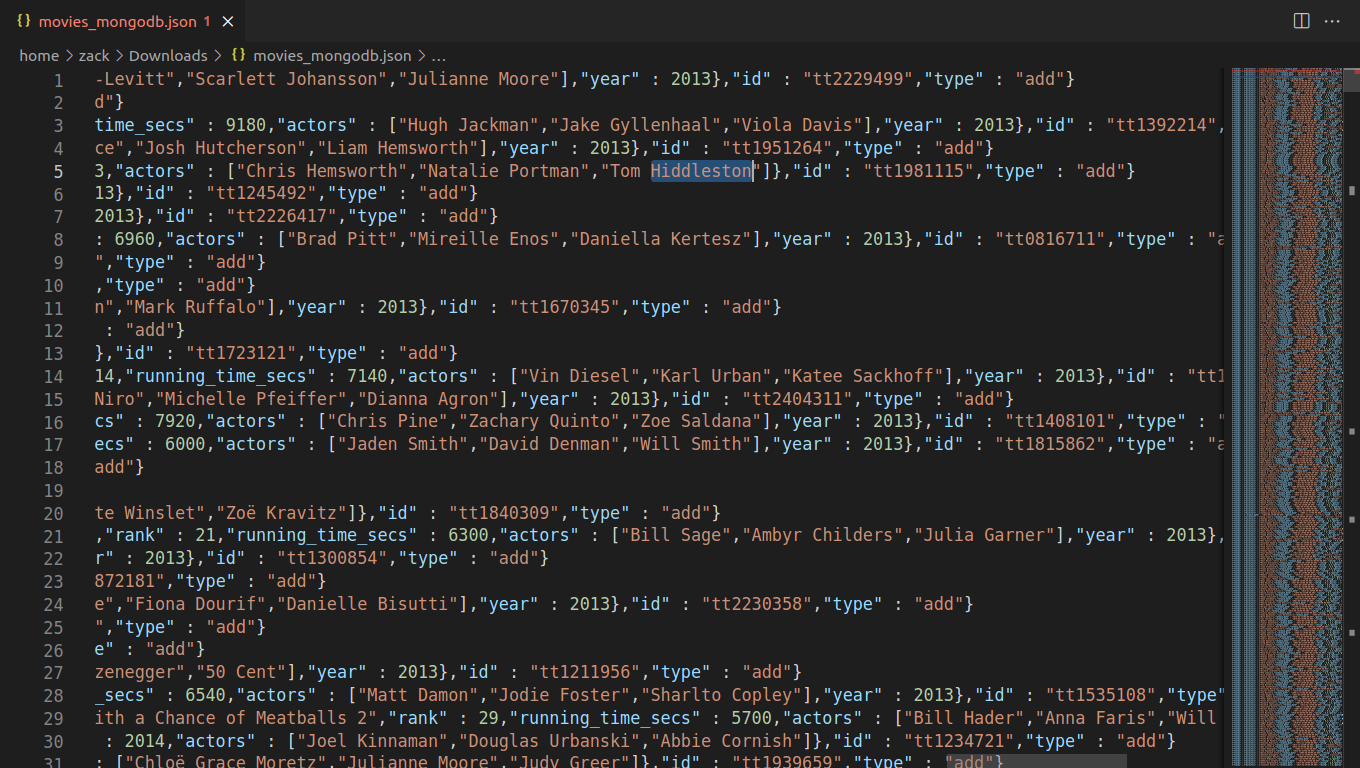 {} movies_mongodb.json 1 ×
home > zack > Downloads > {} movies_mongodb.json > ...
1 -Levitt","Scarlett Johansson","Julianne Moore"],"year" : 2013},"id" : "tt2229499","type" : "add"}
2 d"}
3 time_secs" : 9180,"actors" : ["Hugh Jackman","Jake Gyllenhaal","Viola Davis"],"year" : 2013},"id" : "tt1392214",
4 ce","Josh Hutcherson","Liam Hemsworth"],"year" : 2013},"id" : "tt1951264","type" : "add"}
5 3,"actors" : ["Chris Hemsworth","Natalie Portman","Tom Hiddleston"]},"id" : "tt1981115","type" : "add"}
6 13},"id" : "tt1245492","type" : "add"}
7 2013},"id" : "tt2226417","type" : "add"}
8 : 6960,"actors" : ["Brad Pitt","Mireille Enos","Daniella Kertesz"],"year" : 2013},"id" : "tt0816711","type" : "a
9 ","type" : "add"}
10 ,"type" : "add"}
11 n","Mark Ruffalo"],"year" : 2013},"id" : "tt1670345","type" : "add"}
12 : "add"}
13 },"id" : "tt1723121","type" : "add"}
14 14,"running_time_secs" : 7140,"actors" : ["Vin Diesel","Karl Urban","Katee Sackhoff"],"year" : 2013},"id" : "tt1
15 Niro","Michelle Pfeiffer","Dianna Agron"],"year" : 2013},"id" : "tt2404311","type" : "add"}
16 cs" : 7920,"actors" : ["Chris Pine","Zachary Quinto","Zoe Saldana"],"year" : 2013},"id" : "tt1408101","type" : "
17 ecs" : 6000,"actors" : ["Jaden Smith","David Denman","Will Smith"],"year" : 2013},"id" : "tt1815862","type" : "a
18 add"}
19
20 te Winslet","Zoë Kravitz"]},"id" : "tt1840309","type" : "add"}
21 ,"rank" : 21,"running_time_secs" : 6300,"actors" : ["Bill Sage","Ambyr Childers","Julia Garner"],"year" : 2013},
22 r" : 2013},"id" : "tt1300854","type" : "add"}
23 872181","type" : "add"}
24 e","Fiona Dourif","Danielle Bisutti"],"year" : 2013},"id" : "tt2230358","type" : "add"}
25 ","type" : "add"}
26 e" : "add"}
27 zenegger","50 Cent"],"year" : 2013},"id" : "tt1211956","type" : "add"}
28 _secs" : 6540,"actors" : ["Matt Damon","Jodie Foster","Sharlto Copley"],"year" : 2013},"id" : "tt1535108","type"
29 ith a Chance of Meatballs 2","rank" : 29,"running_time_secs" : 5700,"actors" : ["Bill Hader","Anna Faris","Will
30 : 2014,"actors" : ["Joel Kinnaman","Douglas Urbanski","Abbie Cornish"]},"id" : "tt1234721","type" : "add"}
31 : ["Chloë Grace Moretz","Julianne Moore","Judy Greer"]},"id" : "tt1939659","type" : "add"}